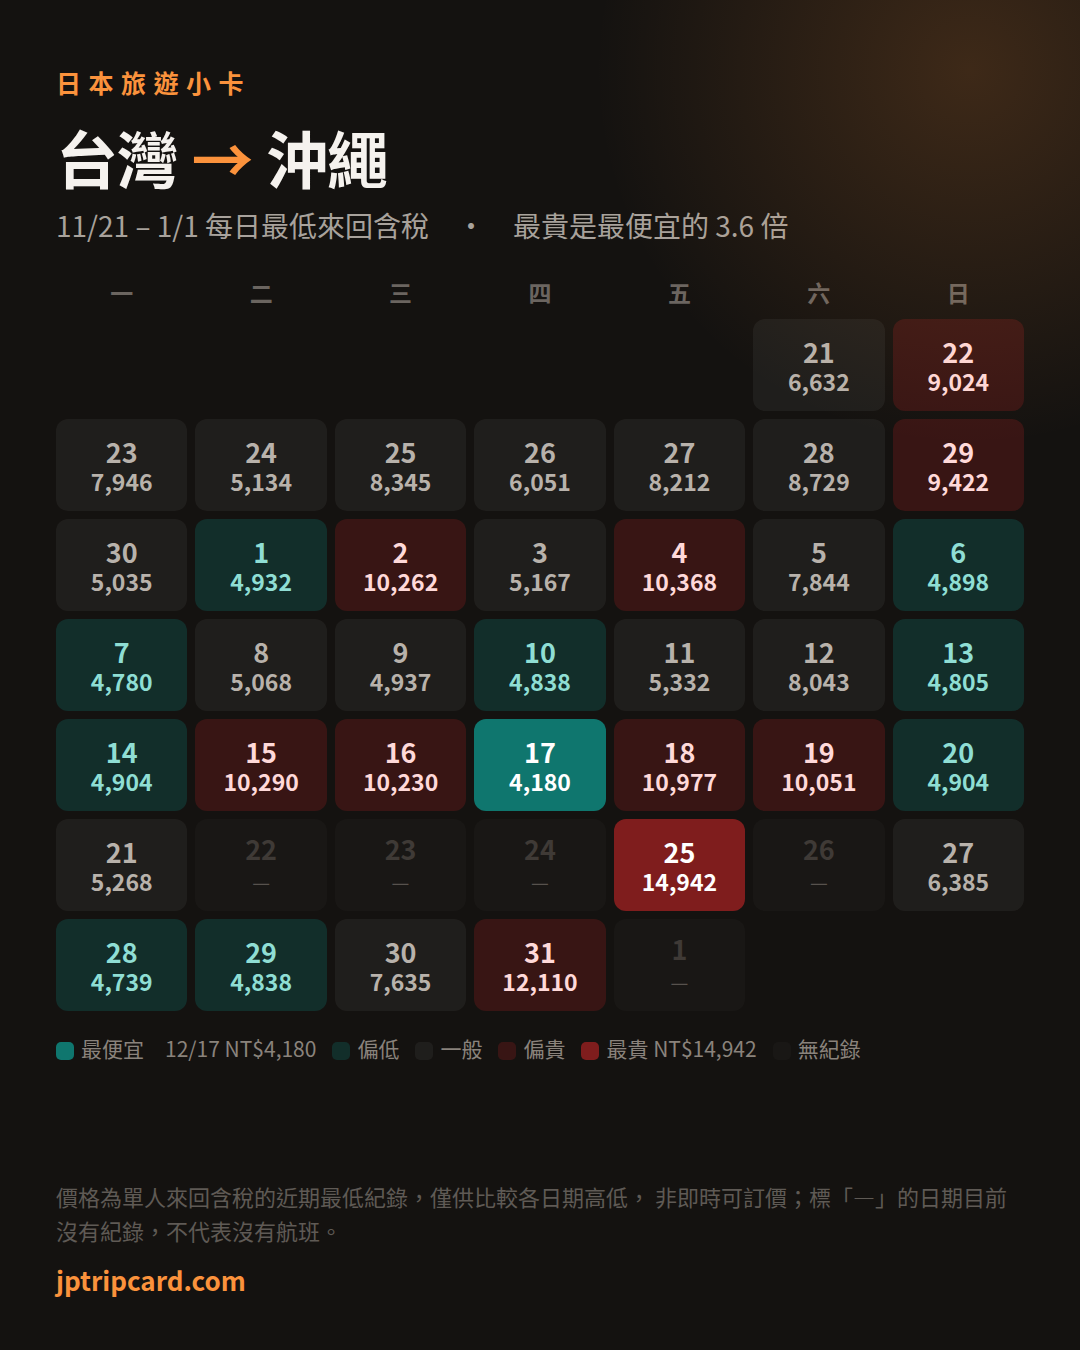 日本旅遊小卡
台灣 → 沖繩
11/21 – 1/1 每日最低來回含稅 ・ 最貴是最便宜的 3.6 倍
一 二 三 四 五 六 日
21 22
6,632 9,024
23 24 25 26 27 28 29
7,946 5,134 8,345 6,051 8,212 8,729 9,422
30 1 2 3 4 5 6
5,035 4,932 10,262 5,167 10,368 7,844 4,898
7 8 9 10 11 12 13
4,780 5,068 4,937 4,838 5,332 8,043 4,805
14 15 16 17 18 19 20
4,904 10,290 10,230 4,180 10,977 10,051 4,904
21 22 23 24 25 26 27
5,268 — — — 14,942 — 6,385
28 29 30 31 1
4,739 4,838 7,635 12,110 —
最便宜 12/17 NT$4,180 偏低 一般 偏貴 最貴 NT$14,942 無紀錄
價格為單人來回含稅的近期最低紀錄，僅供比較各日期高低， 非即時可訂價；標「—」的日期目前
沒有紀錄，不代表沒有航班。
jptripcard.com